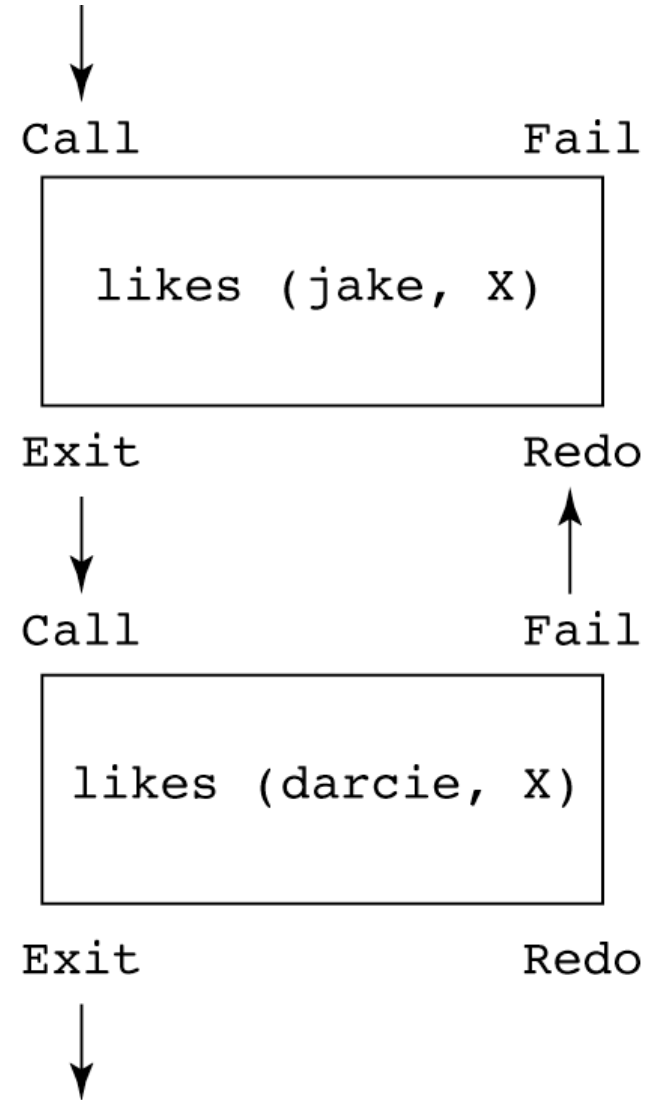 Call Fail
likes (jake, X)
Exit Redo
Call Fail
likes (darcie, X)
Exit Redo